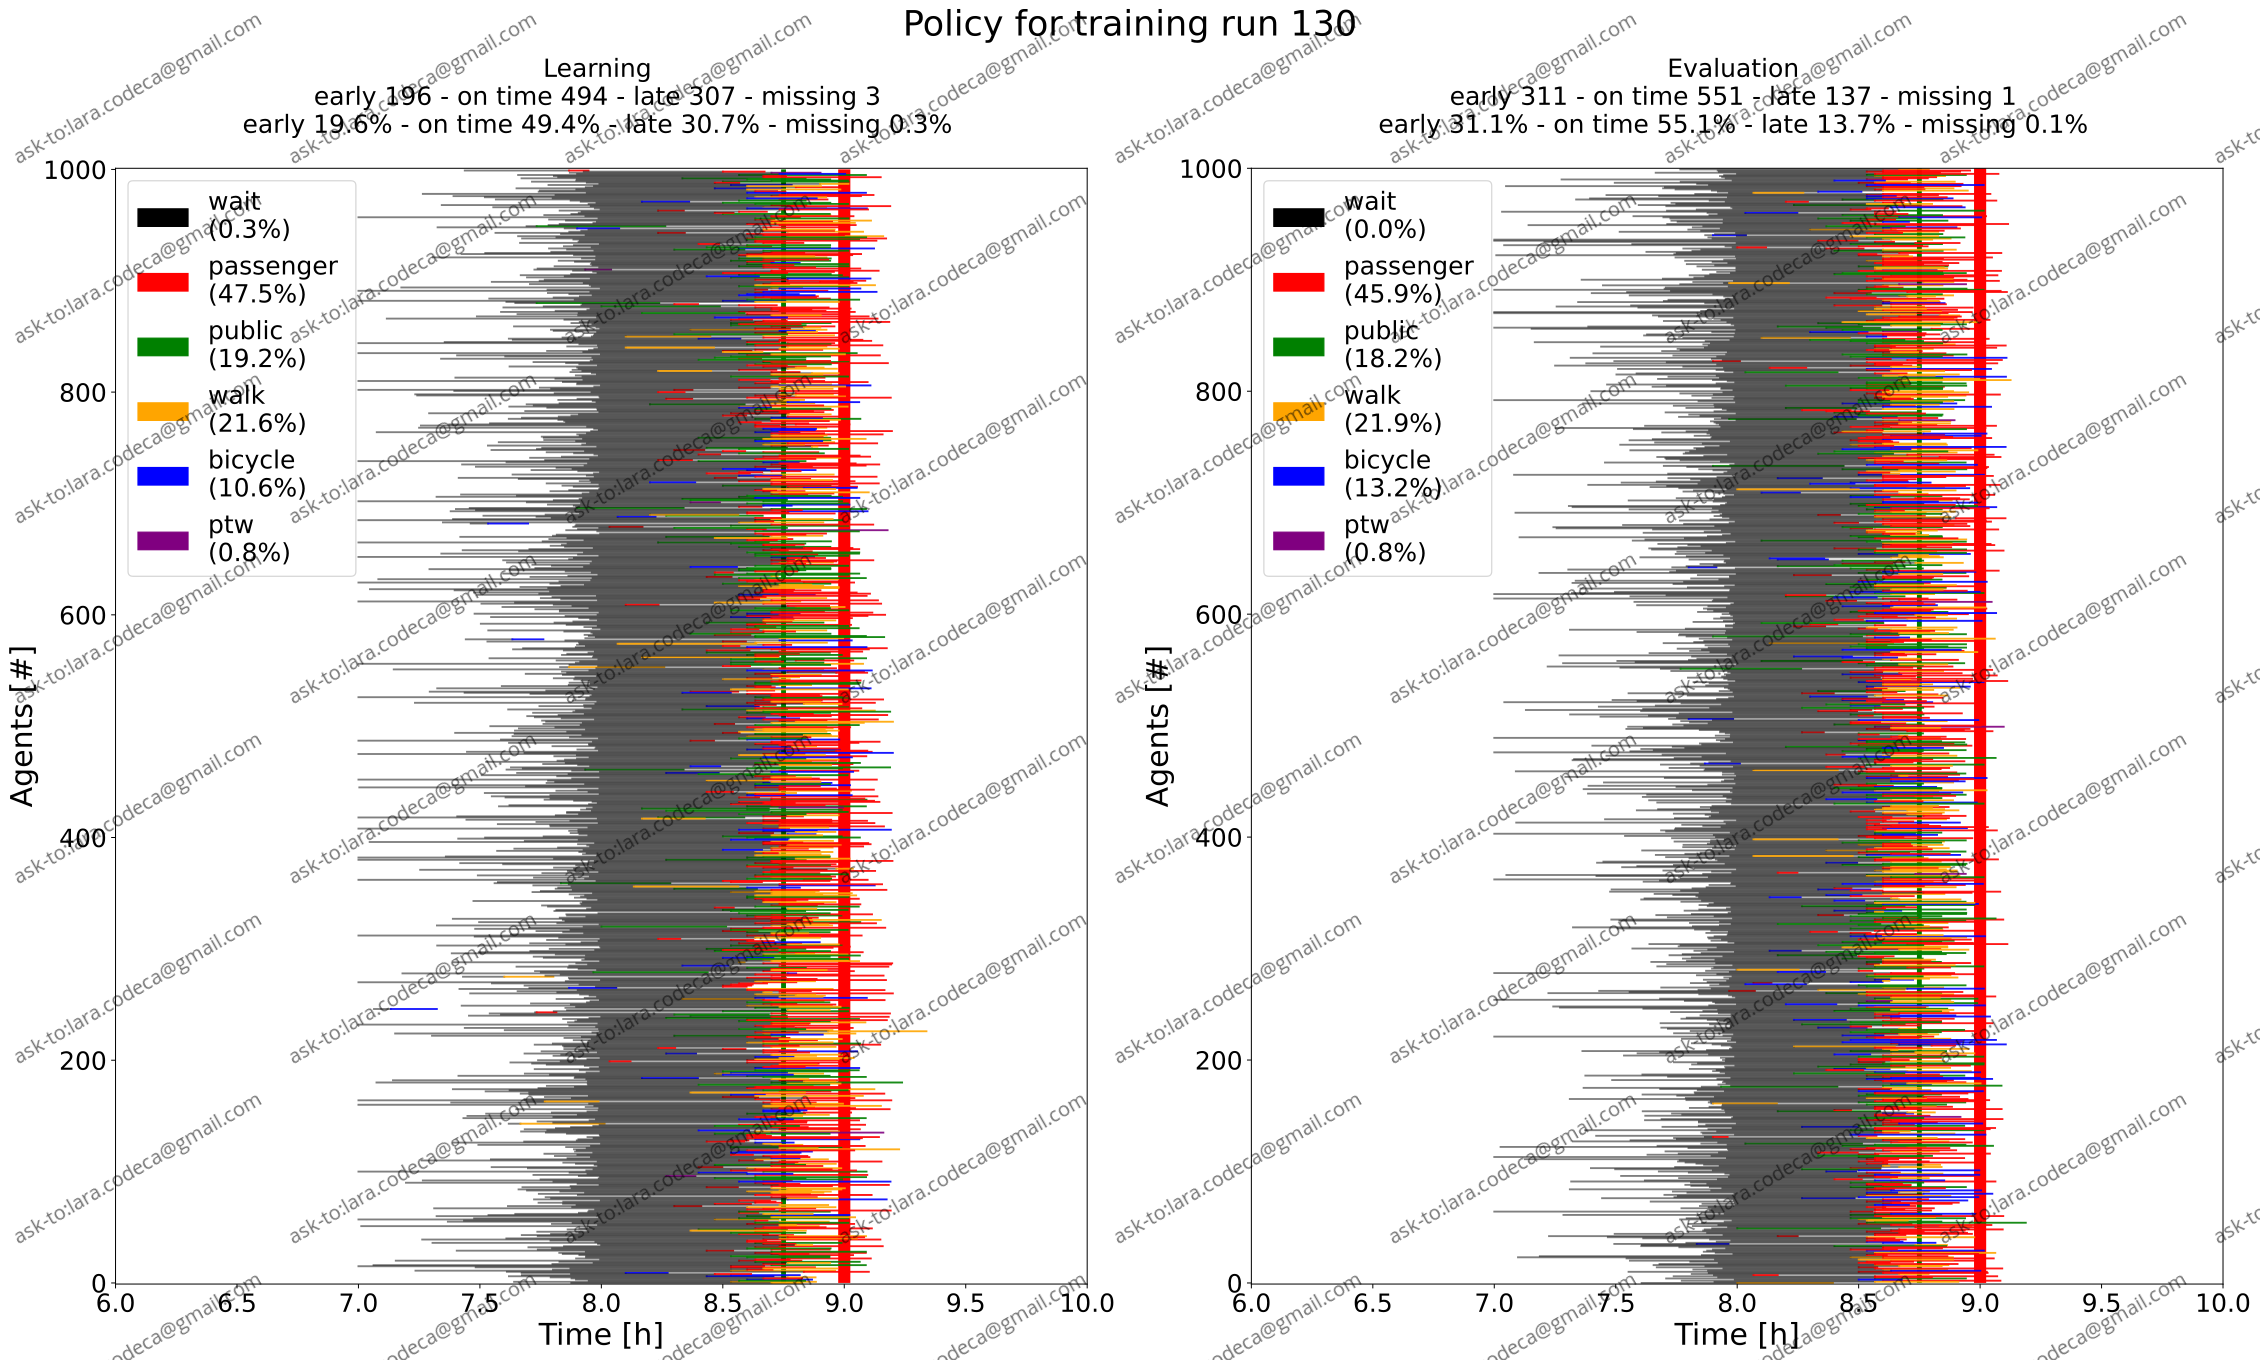 Policy for training run 130
Learning
early 196 - on time 494 - late 307 - missing 3
early 19.6% - on time 49.4% - late 30.7% - missing 0.3%
1000
800
600
400
200
0
Agents [#]
wait
(0.3%)
passenger
(47.5%)
public
(19.2%)
walk
(21.6%)
bicycle
(10.6%)
ptw
(0.8%)
6.0 6.5 7.0 7.5 8.0 8.5 9.0 9.5 10.0
Time [h]
Evaluation
early 311 - on time 551 - late 137 - missing 1
early 31.1% - on time 55.1% - late 13.7% - missing 0.1%
1000
800
600
400
200
0
Agents [#]
wait
(0.0%)
passenger
(45.9%)
public
(18.2%)
walk
(21.9%)
bicycle
(13.2%)
ptw
(0.8%)
6.0 6.5 7.0 7.5 8.0 8.5 9.0 9.5 10.0
Time [h]
ask-to:lara.codeca@gmail.com